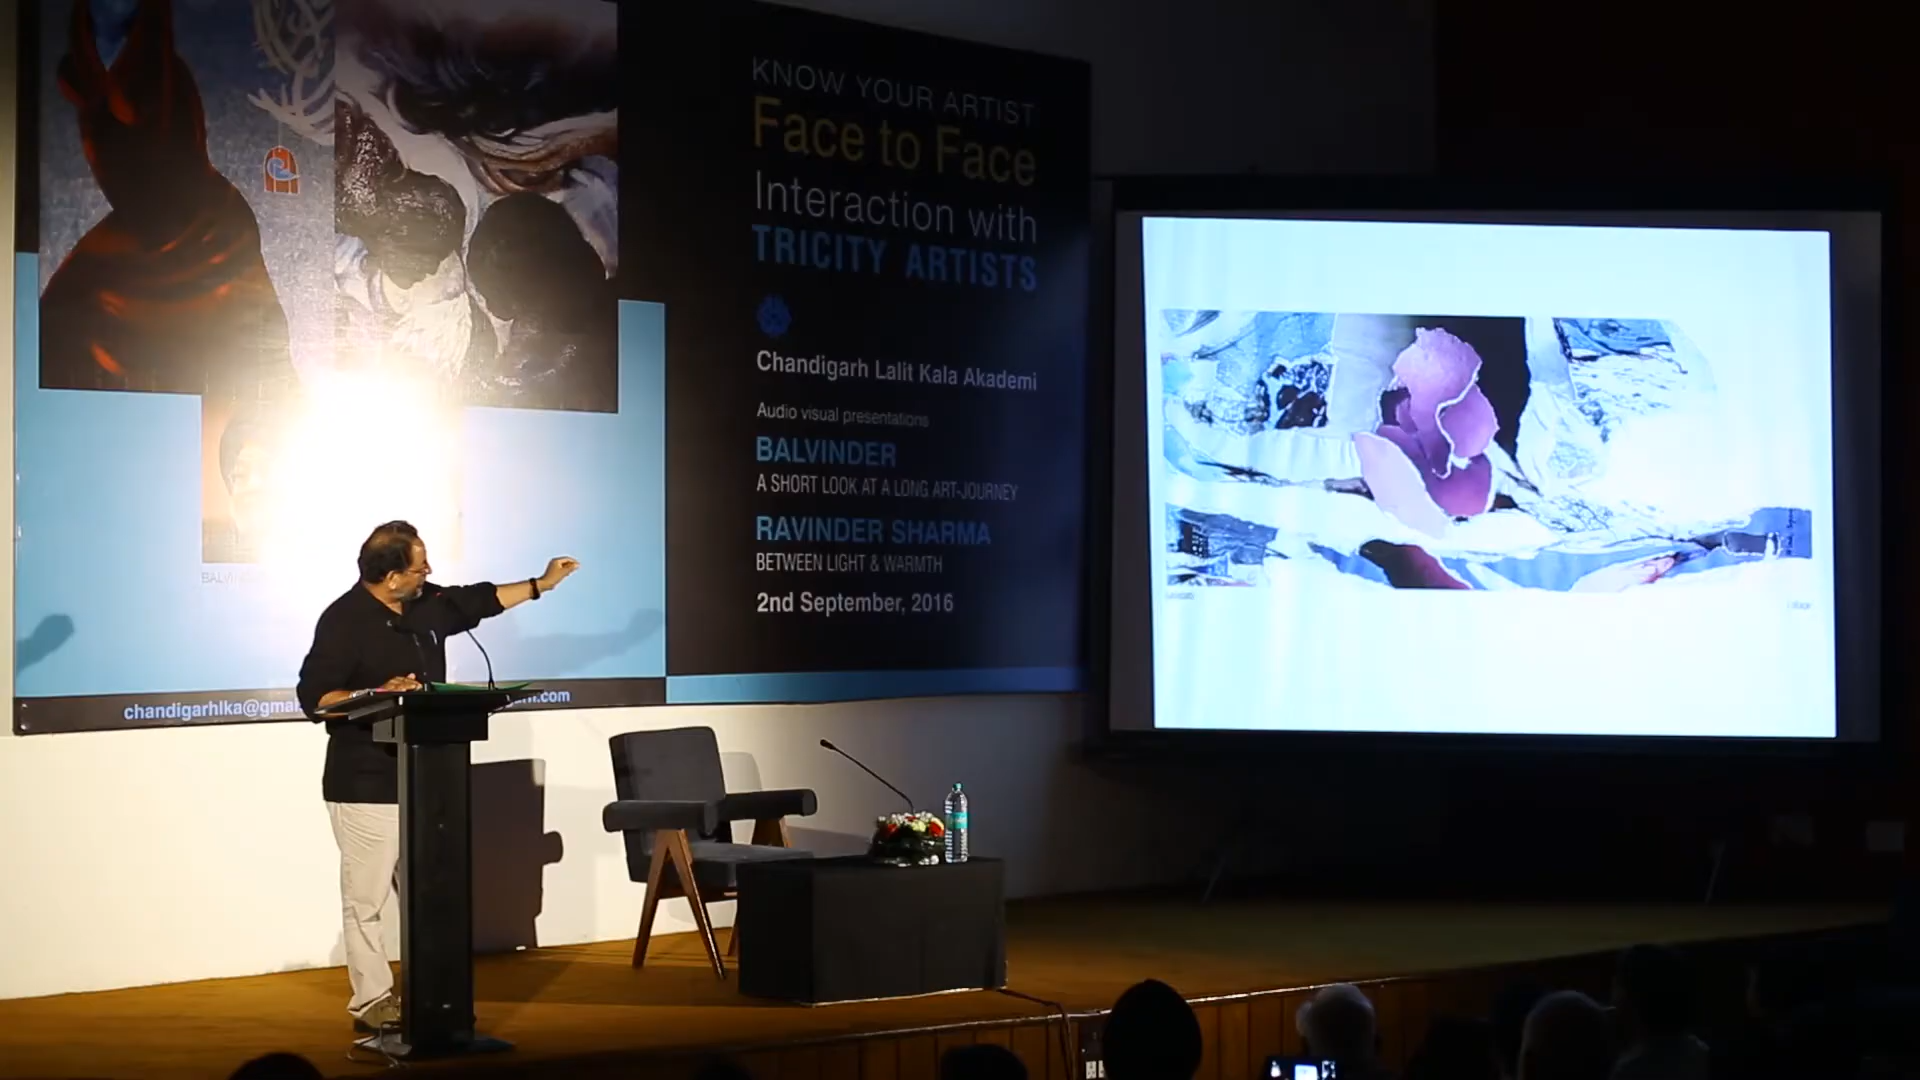 KNOW YOUR ARTIST
Face to Face
Interaction with
TRICITY ARTISTS
Chandigarh Lalit Kala Akademi
Audio visual presentations
BALVINDER
A SHORT LOOK AT A LONG ART-JOURNEY
RAVINDER SHARMA
BETWEEN LIGHT & WARMTH
2nd September, 2016
chandigarhlka@gmai
.com